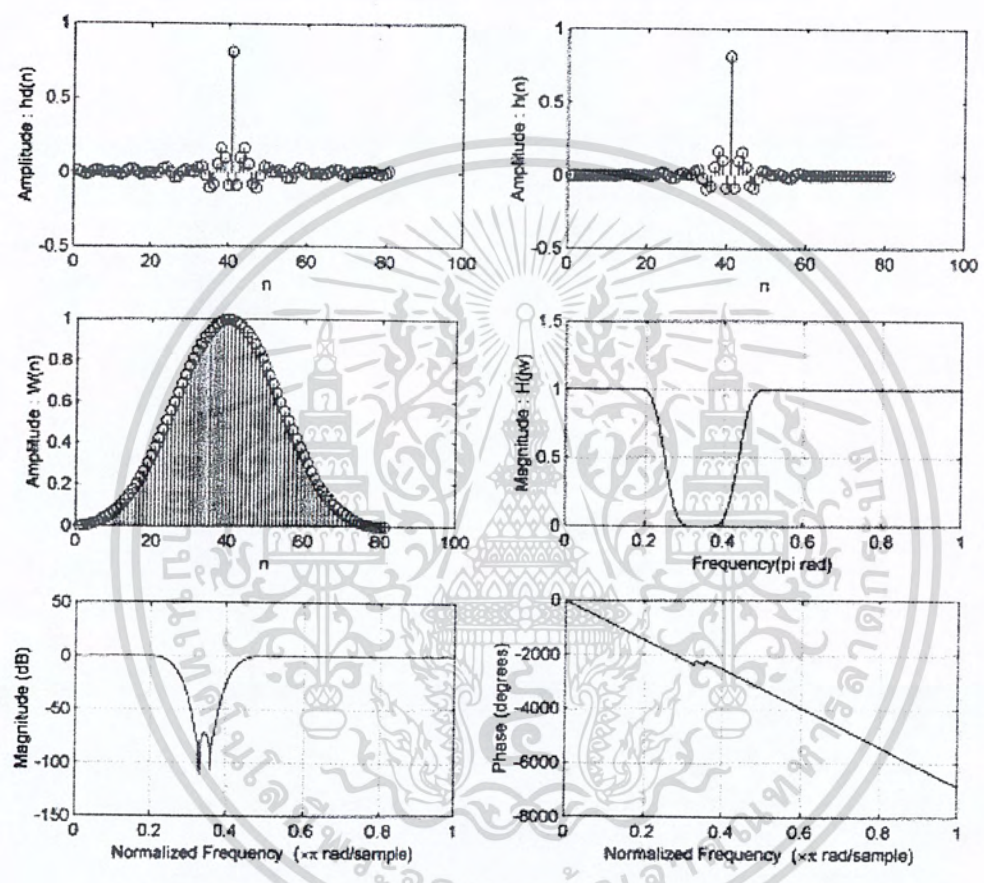 Amplitude : hd(n)
1
0.5
0
-0.5
0 20 40 60 80 100
n
Amplitude : h(n)
1
0.5
0
-0.5
0 20 40 60 80 100
n
Amplitude : W(n)
1
0.8
0.6
0.4
0.2
0
0 20 40 60 80 100
n
Magnitude : H(jw)
1.5
1
0.5
0
0 0.2 0.4 0.6 0.8 1
Frequency(pi rad)
Magnitude (dB)
50
0
-50
-100
-150
0 0.2 0.4 0.6 0.8 1
Normalized Frequency (×π rad/sample)
Phase (degrees)
0
-2000
-4000
-6000
-8000
0 0.2 0.4 0.6 0.8 1
Normalized Frequency (×π rad/sample)